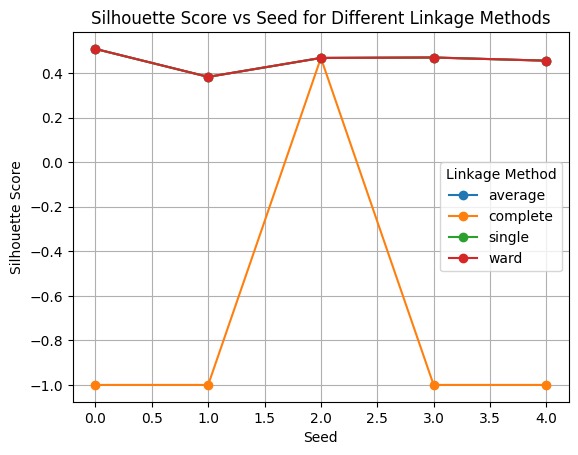 Silhouette Score vs Seed for Different Linkage Methods
Silhouette Score
0.4
0.2
0.0
−0.2
−0.4
−0.6
−0.8
−1.0
Linkage Method
average
complete
single
ward
0.0 0.5 1.0 1.5 2.0 2.5 3.0 3.5 4.0
Seed